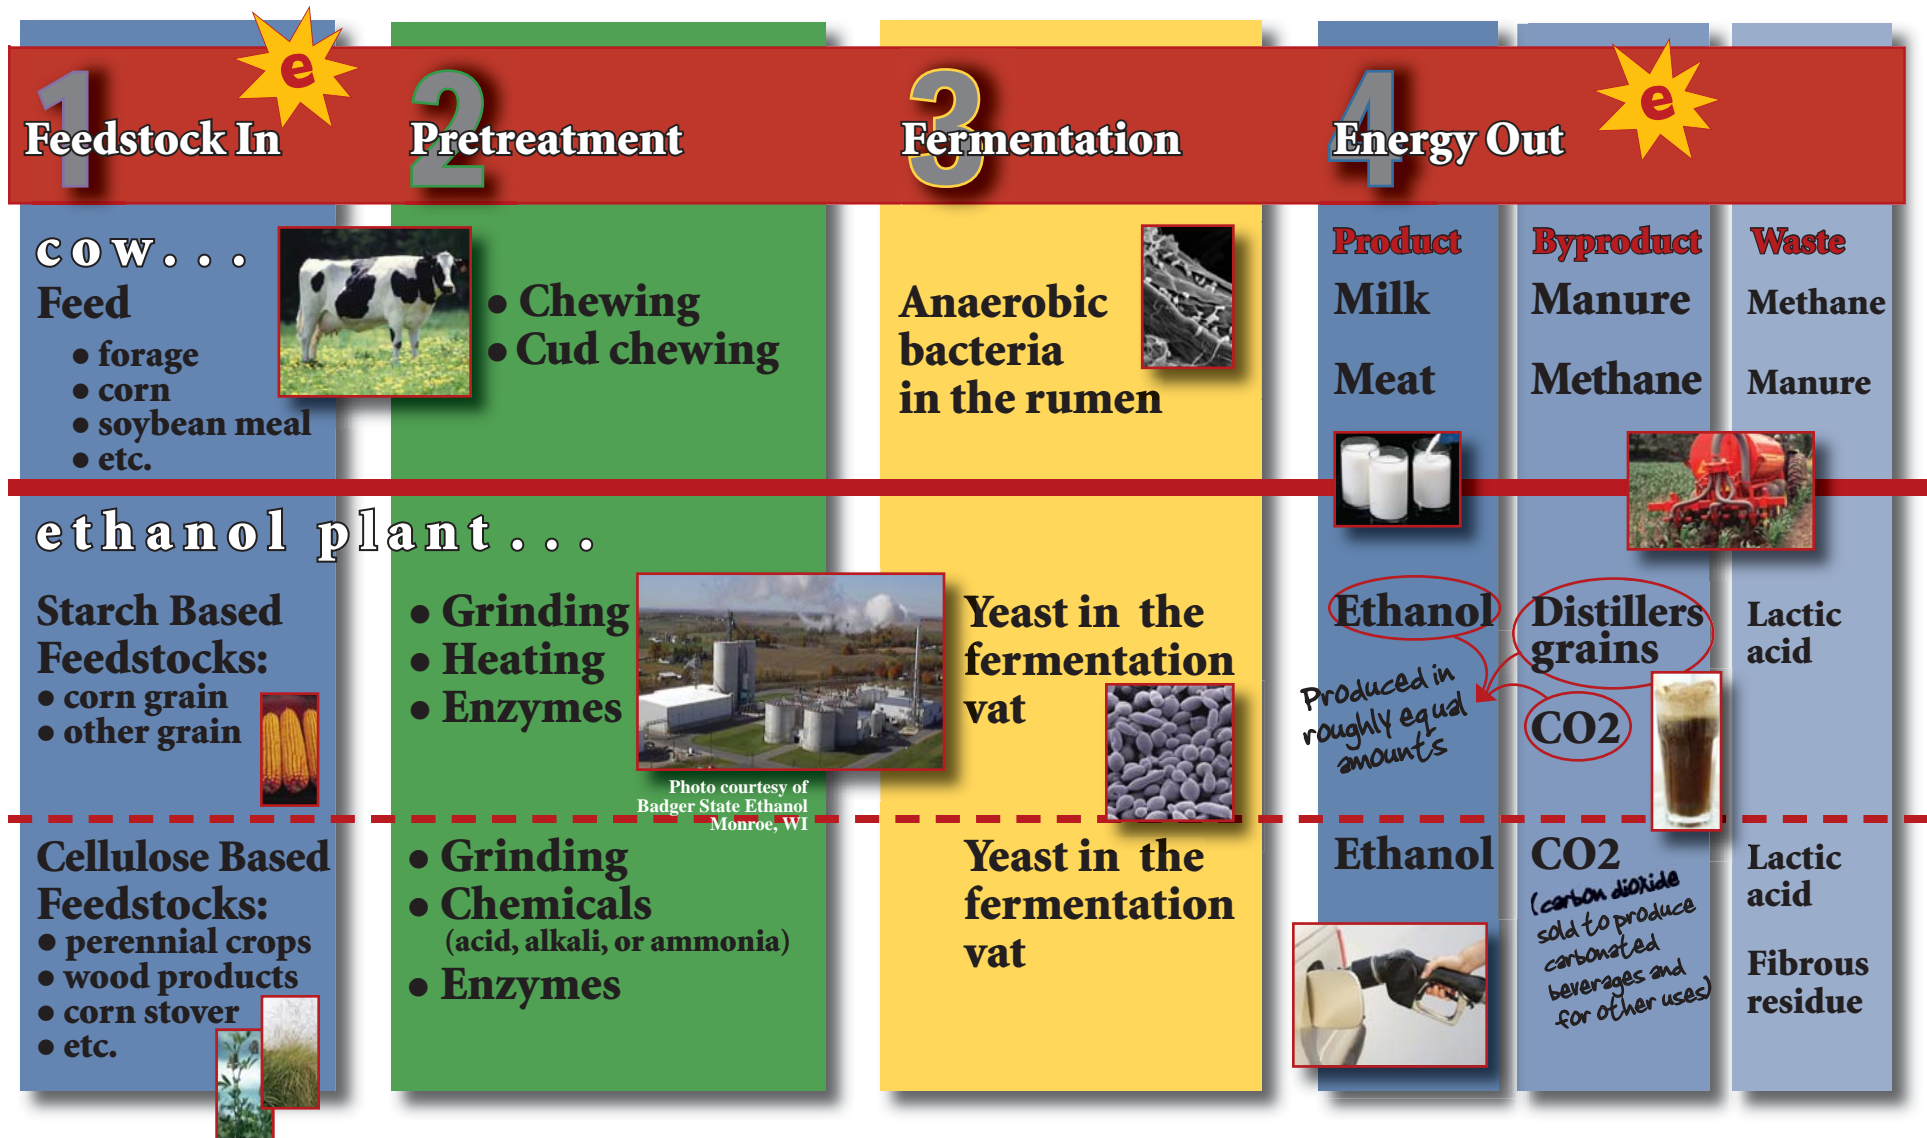 1
Feedstock In
e
2
Pretreatment
3
Fermentation
4
Energy Out
e
cow...
Feed
• forage
• corn
• soybean meal
• etc.
• Chewing
• Cud chewing
Anaerobic
bacteria
in the rumen
Product
Milk
Meat
Byproduct
Manure
Methane
Waste
Methane
Manure
ethanol plant...
Starch Based
Feedstocks:
• corn grain
• other grain
• Grinding
• Heating
• Enzymes
Photo courtesy of
Badger State Ethanol
Monroe, WI
Yeast in the
fermentation
vat
Ethanol
Produced in
roughly equal
amounts
Distillers
grains
CO2
Lactic
acid
Cellulose Based
Feedstocks:
• perennial crops
• wood products
• corn stover
• etc.
• Grinding
• Chemicals
(acid, alkali, or ammonia)
• Enzymes
Yeast in the
fermentation
vat
Ethanol
CO2
(carbon dioxide
sold to produce
carbonated
beverages and
for other uses)
Lactic
acid
Fibrous
residue